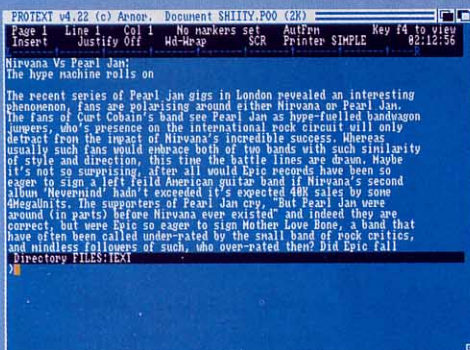 PROTEXT v4.22 (c) Arnor. Document SHIITY.POO (2K)
Page 1 Line 1 Col 1 No markers set AutFrm Key f4 to view
Insert Justify Off Wd-Wrap SCR Printer SIMPLE 02:12:56
Nirvana Vs Pearl Jam:
The hype machine rolls on
The recent series of Pearl jam gigs in London revealed an interesting
phenomenon, fans are polarising around either Nirvana or Pearl Jam.
The fans of Curt Cobain's band see Pearl Jam as hype-fuelled bandwagon
jumpers, who's presence on the international rock circuit will only
detract from the impact of Nirvana's incredible success. Whereas
usually such fans would embrace both of two bands with such similarity
of style and direction, this time the battle lines are drawn. Maybe
it's not so surprising, after all would Epic records have been so
eager to sign a left feild American guitar band if Nirvana's second
album 'Nevermind' hadn't exceeded it's expected 40K sales by some
4MegaUnits. The supporters of Pearl Jam cry, "But Pearl Jam were
around (in parts) before Nirvana ever existed" and indeed they are
correct, but were Epic so eager to sign Mother Love Bone, a band that
have often been called under-rated by the small band of rock critics,
and mindless followers of such, who over-rated them? Did Epic fall
Directory FILES:TEXT
)